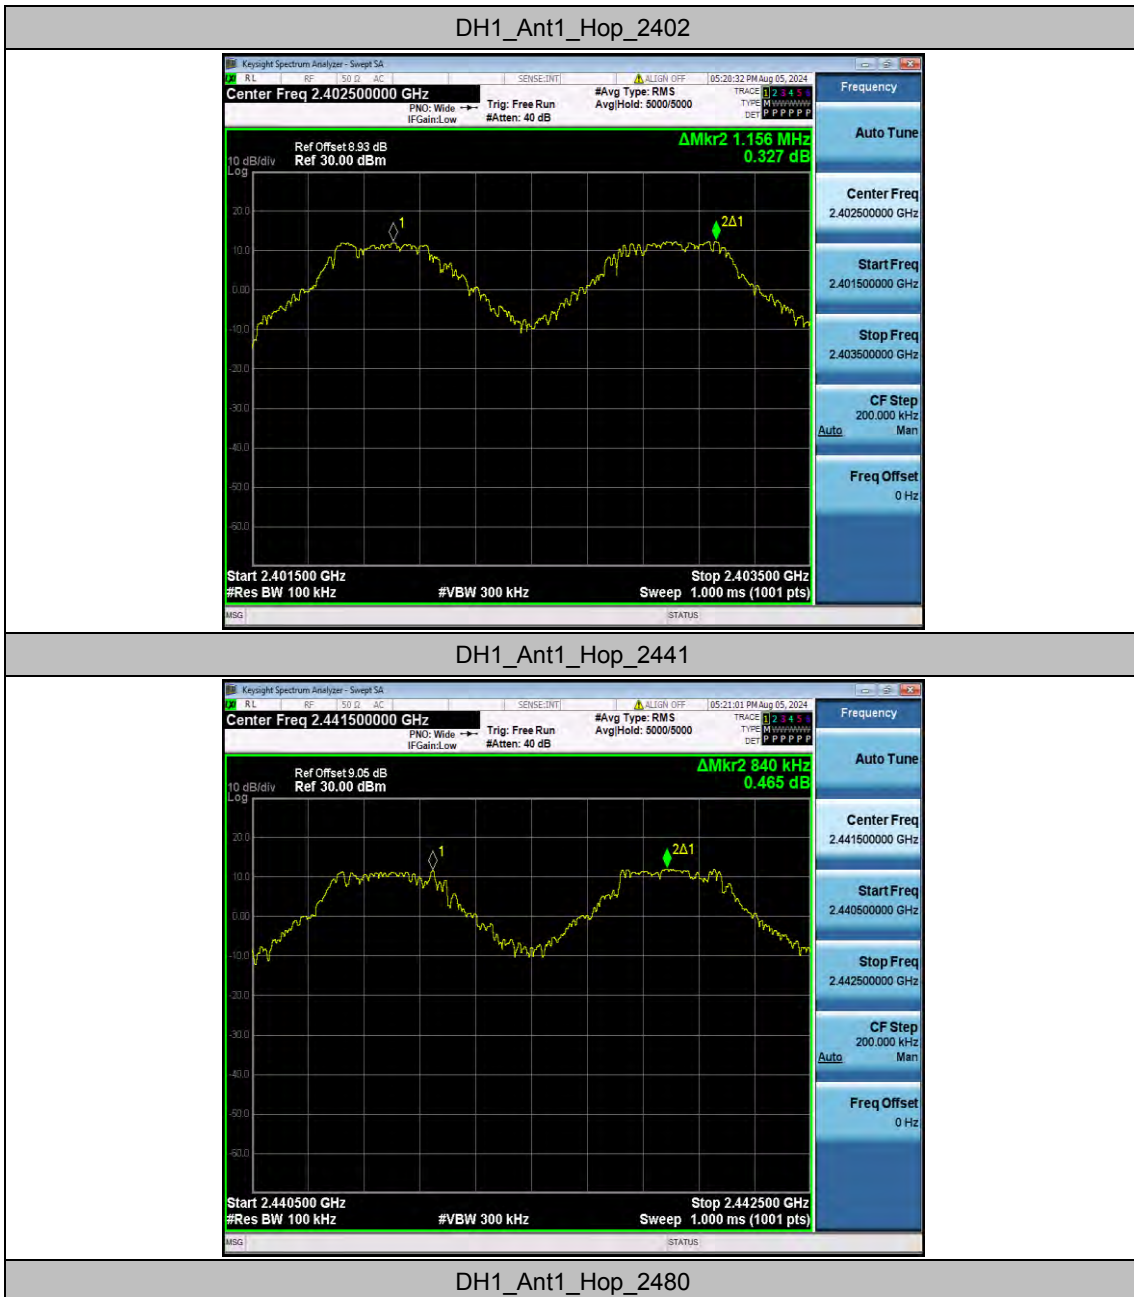 DH1_Ant1_Hop_2402
Keysight Spectrum Analyzer - Swept SA
RL RF 50 Ω AC SENSE:INT ALIGN OFF 05:20:32 PM Aug 05, 2024
Center Freq 2.402500000 GHz
PNO: Wide
IFGain:Low
Trig: Free Run
#Atten: 40 dB
#Avg Type: RMS
Avg|Hold: 5000/5000
TRACE 1 2 3 4 5 6
TYPE M WWWWW
DET P P P P P P
Frequency
Auto Tune
Center Freq
2.402500000 GHz
Start Freq
2.401500000 GHz
Stop Freq
2.403500000 GHz
CF Step
200.000 kHz
Auto Man
Freq Offset
0 Hz
ΔMkr2 1.156 MHz
0.327 dB
Ref Offset 8.93 dB
10 dB/div Ref 30.00 dBm
Log
20.0
10.0
0.00
-10.0
-20.0
-30.0
-40.0
-50.0
-60.0
1
2Δ1
Start 2.401500 GHz Stop 2.403500 GHz
#Res BW 100 kHz #VBW 300 kHz Sweep 1.000 ms (1001 pts)
MSG STATUS
DH1_Ant1_Hop_2441
Keysight Spectrum Analyzer - Swept SA
RL RF 50 Ω AC SENSE:INT ALIGN OFF 05:21:01 PM Aug 05, 2024
Center Freq 2.441500000 GHz
PNO: Wide
IFGain:Low
Trig: Free Run
#Atten: 40 dB
#Avg Type: RMS
Avg|Hold: 5000/5000
TRACE 1 2 3 4 5 6
TYPE M WWWWW
DET P P P P P P
Frequency
Auto Tune
Center Freq
2.441500000 GHz
Start Freq
2.440500000 GHz
Stop Freq
2.442500000 GHz
CF Step
200.000 kHz
Auto Man
Freq Offset
0 Hz
ΔMkr2 840 kHz
0.465 dB
Ref Offset 9.05 dB
10 dB/div Ref 30.00 dBm
Log
20.0
10.0
0.00
-10.0
-20.0
-30.0
-40.0
-50.0
-60.0
1
2Δ1
Start 2.440500 GHz Stop 2.442500 GHz
#Res BW 100 kHz #VBW 300 kHz Sweep 1.000 ms (1001 pts)
MSG STATUS
DH1_Ant1_Hop_2480